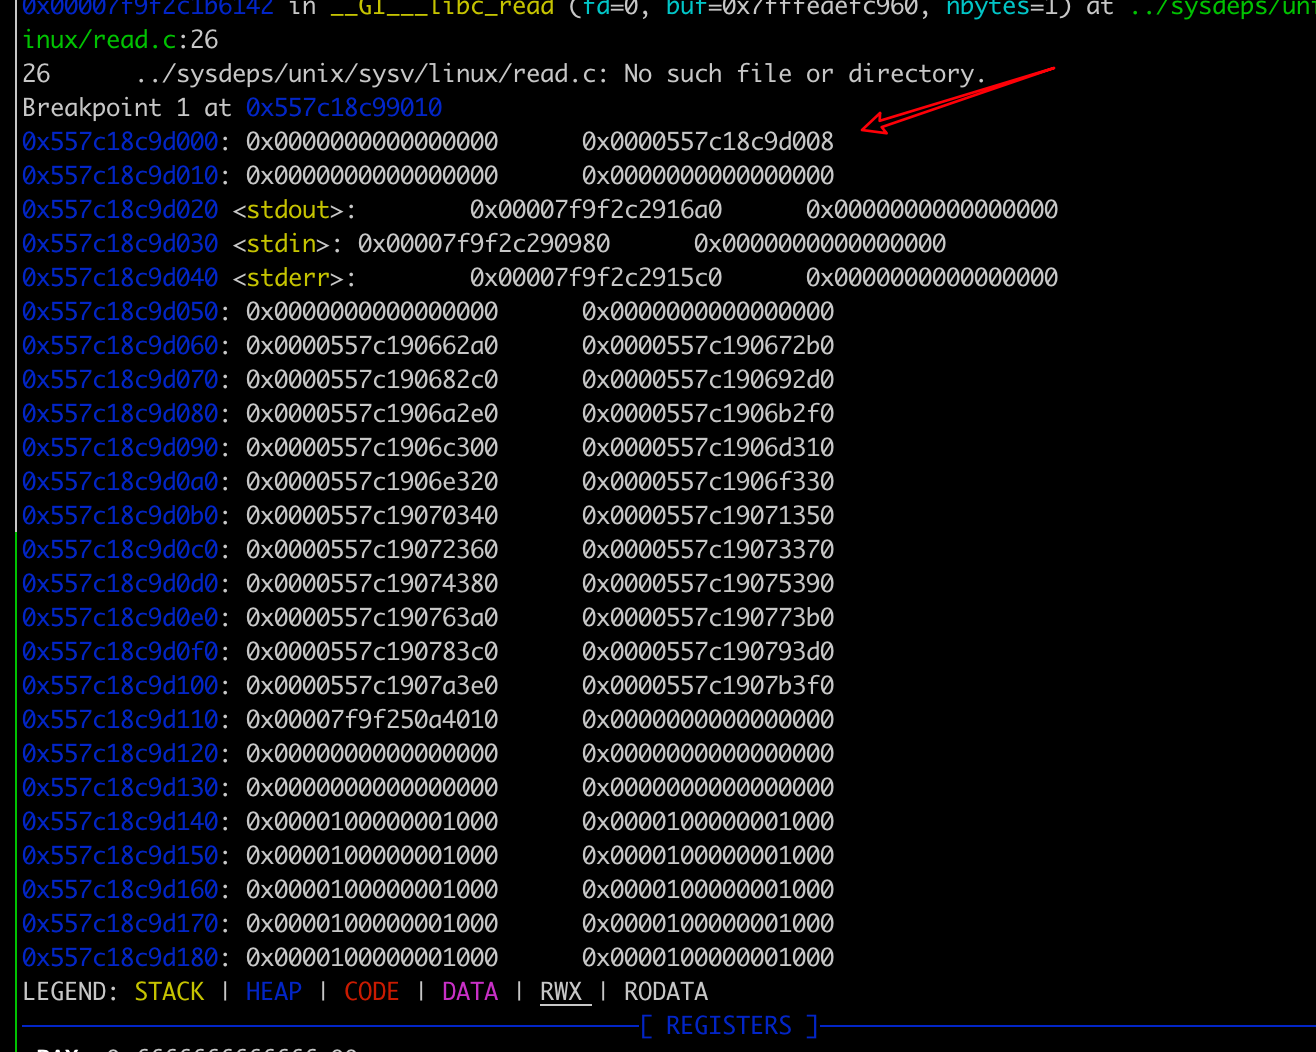 0x00007f9f2c1b6142 in __GI___libc_read (fd=0, buf=0x7fffeaefc960, nbytes=1) at ../sysdeps/uni
inux/read.c:26
26      ../sysdeps/unix/sysv/linux/read.c: No such file or directory.
Breakpoint 1 at 0x557c18c99010
0x557c18c9d000: 0x0000000000000000      0x0000557c18c9d008
0x557c18c9d010: 0x0000000000000000      0x0000000000000000
0x557c18c9d020 <stdout>:        0x00007f9f2c2916a0      0x0000000000000000
0x557c18c9d030 <stdin>: 0x00007f9f2c290980      0x0000000000000000
0x557c18c9d040 <stderr>:        0x00007f9f2c2915c0      0x0000000000000000
0x557c18c9d050: 0x0000000000000000      0x0000000000000000
0x557c18c9d060: 0x0000557c190662a0      0x0000557c190672b0
0x557c18c9d070: 0x0000557c190682c0      0x0000557c190692d0
0x557c18c9d080: 0x0000557c1906a2e0      0x0000557c1906b2f0
0x557c18c9d090: 0x0000557c1906c300      0x0000557c1906d310
0x557c18c9d0a0: 0x0000557c1906e320      0x0000557c1906f330
0x557c18c9d0b0: 0x0000557c19070340      0x0000557c19071350
0x557c18c9d0c0: 0x0000557c19072360      0x0000557c19073370
0x557c18c9d0d0: 0x0000557c19074380      0x0000557c19075390
0x557c18c9d0e0: 0x0000557c190763a0      0x0000557c190773b0
0x557c18c9d0f0: 0x0000557c190783c0      0x0000557c190793d0
0x557c18c9d100: 0x0000557c1907a3e0      0x0000557c1907b3f0
0x557c18c9d110: 0x00007f9f250a4010      0x0000000000000000
0x557c18c9d120: 0x0000000000000000      0x0000000000000000
0x557c18c9d130: 0x0000000000000000      0x0000000000000000
0x557c18c9d140: 0x0000100000001000      0x0000100000001000
0x557c18c9d150: 0x0000100000001000      0x0000100000001000
0x557c18c9d160: 0x0000100000001000      0x0000100000001000
0x557c18c9d170: 0x0000100000001000      0x0000100000001000
0x557c18c9d180: 0x0000100000001000      0x0000100000001000
LEGEND: STACK | HEAP | CODE | DATA | RWX | RODATA
[ REGISTERS ]